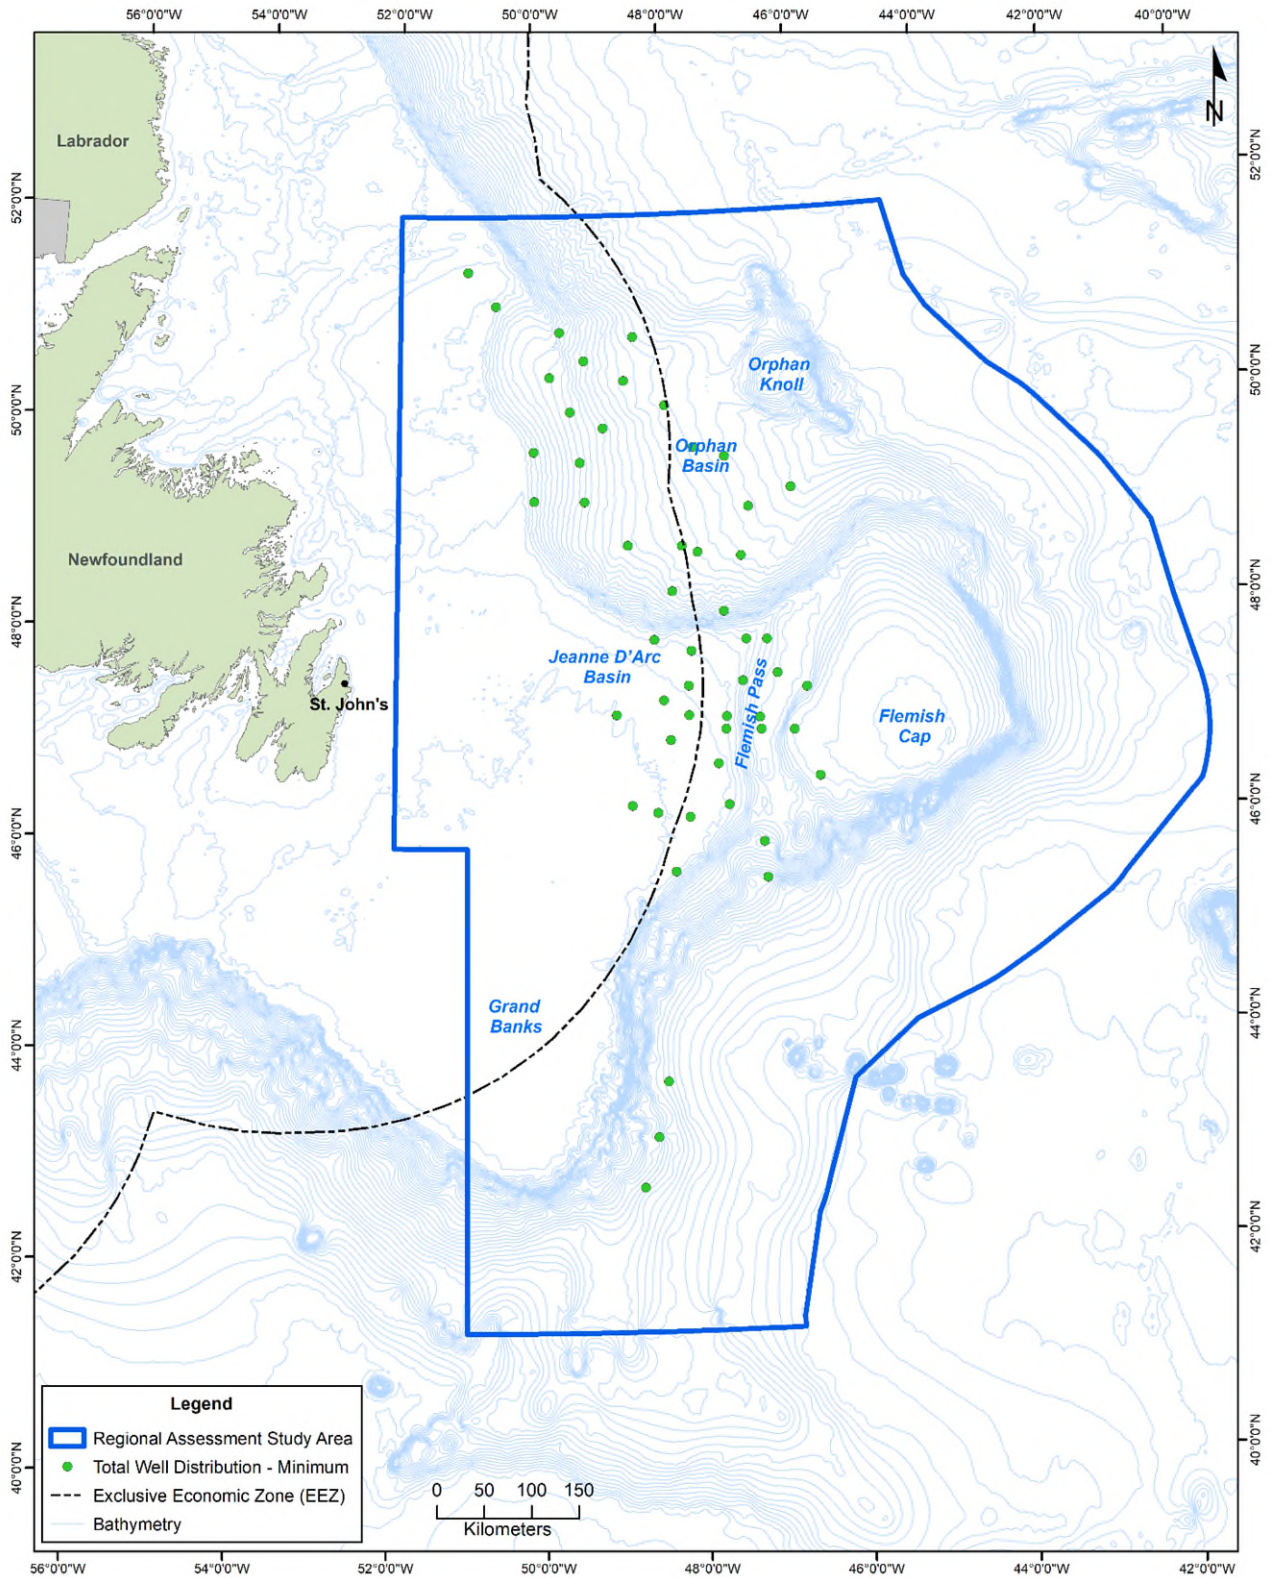 56°0'0"W 54°0'0"W 52°0'0"W 50°0'0"W 48°0'0"W 46°0'0"W 44°0'0"W 42°0'0"W 40°0'0"W
N
Labrador
52°0'0"N
52°0'0"N
Orphan
Knoll
50°0'0"N
50°0'0"N
Orphan
Basin
Newfoundland
48°0'0"N
48°0'0"N
Jeanne D'Arc
Basin
Flemish Pass
St. John's
Flemish
Cap
46°0'0"N
46°0'0"N
Grand
Banks
44°0'0"N
44°0'0"N
42°0'0"N
42°0'0"N
40°0'0"N
40°0'0"N
Legend
Regional Assessment Study Area
Total Well Distribution - Minimum
Exclusive Economic Zone (EEZ)
Bathymetry
0 50 100 150
Kilometers
56°0'0"W 54°0'0"W 52°0'0"W 50°0'0"W 48°0'0"W 46°0'0"W 44°0'0"W 42°0'0"W